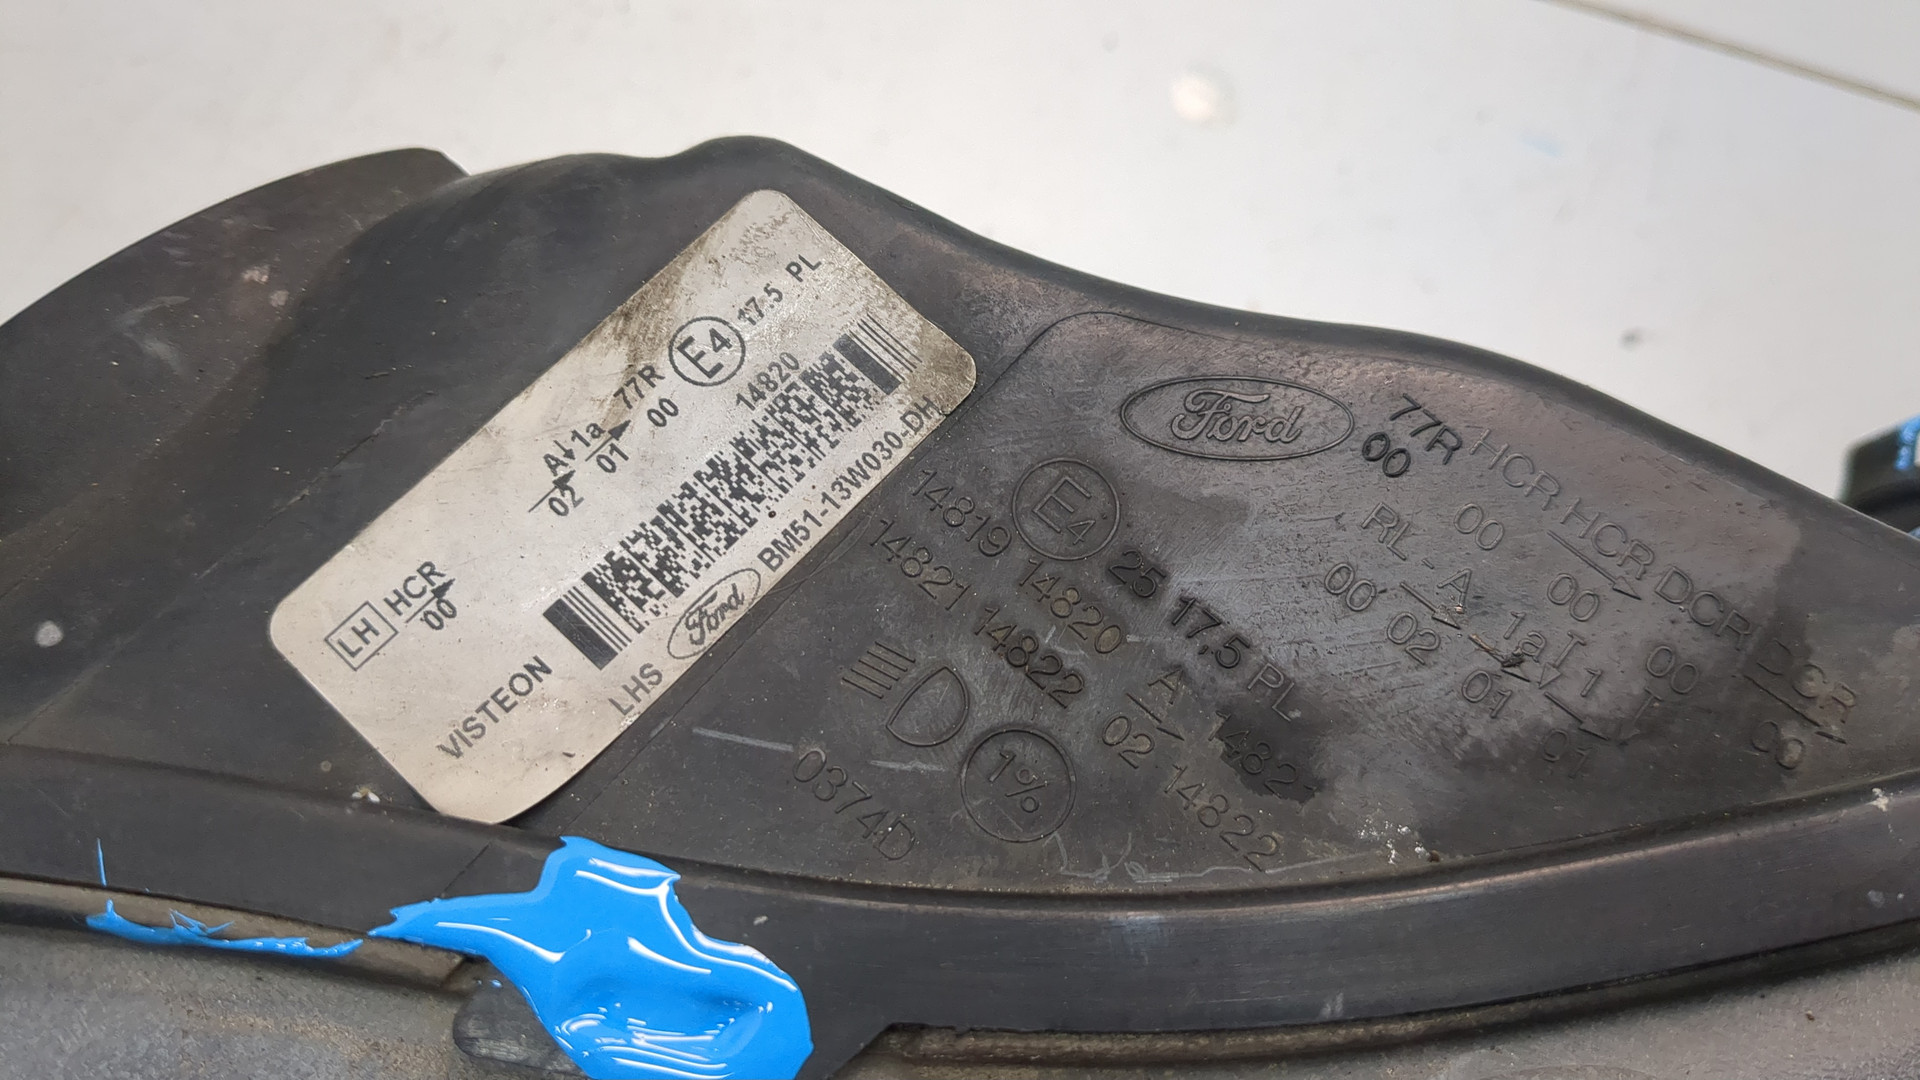 A 1a 77R
02 01 00
E4 17.5 PL
14820
LH HCR
00
VISTEON
LHS Ford BM51-13W030-DH
Ford
77R HCR HCR DCR DCR
00 00 00 00 00
RL - A 1a 1
00 02 01 01
E4 25 17,5 PL
14819 14820 A 1482
14821 14822 02 14822
1%
0374D